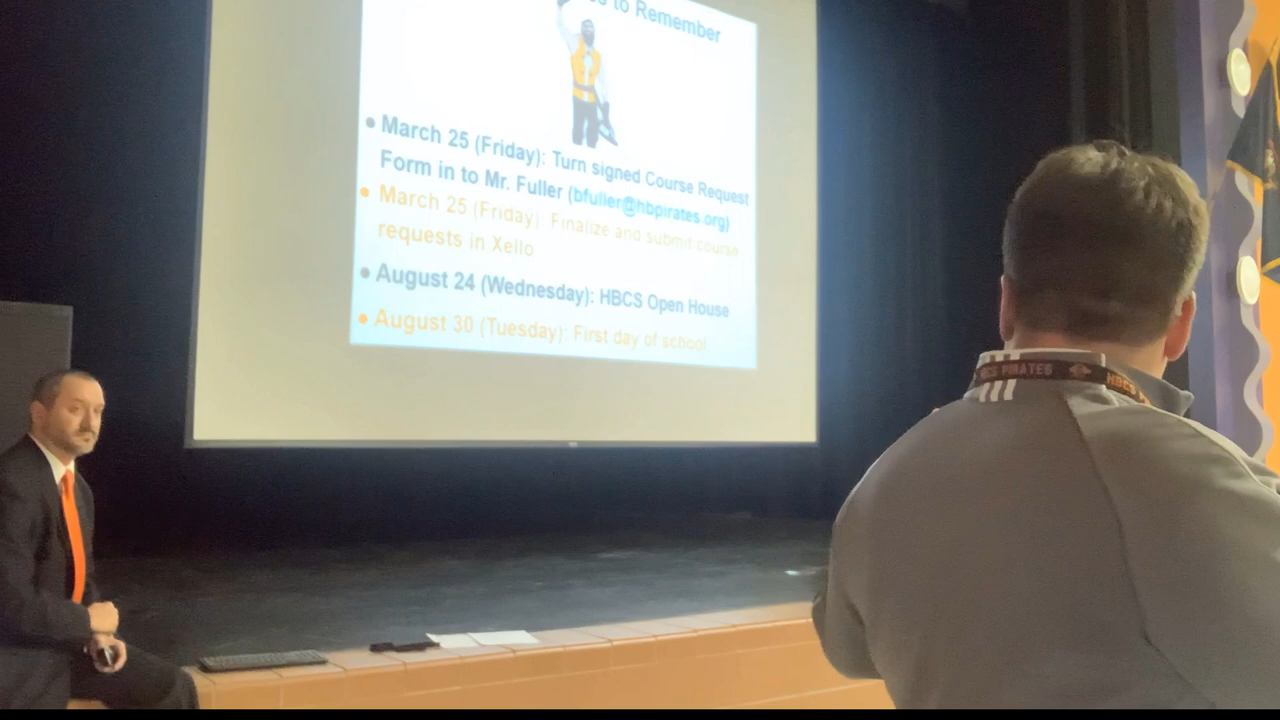 to Remember
• March 25 (Friday): Turn signed Course Request
Form in to Mr. Fuller (bfuller@hbpirates.org)
• March 25 (Friday): Finalize and submit course
requests in Xello
• August 24 (Wednesday): HBCS Open House
• August 30 (Tuesday): First day of school
PIRATES
HBCS